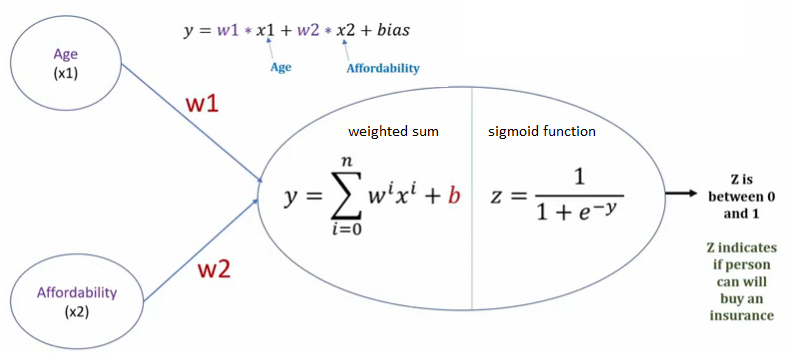 y = w1 * x1 + w2 * x2 + bias
Age
Affordability
Age
(x1)
w1
weighted sum
sigmoid function
y = \sum_{i=0}^{n} w^i x^i + b
z = \frac{1}{1 + e^{-y}}
Z is
between 0
and 1
Z indicates
if person
can will
buy an
insurance
w2
Affordability
(x2)